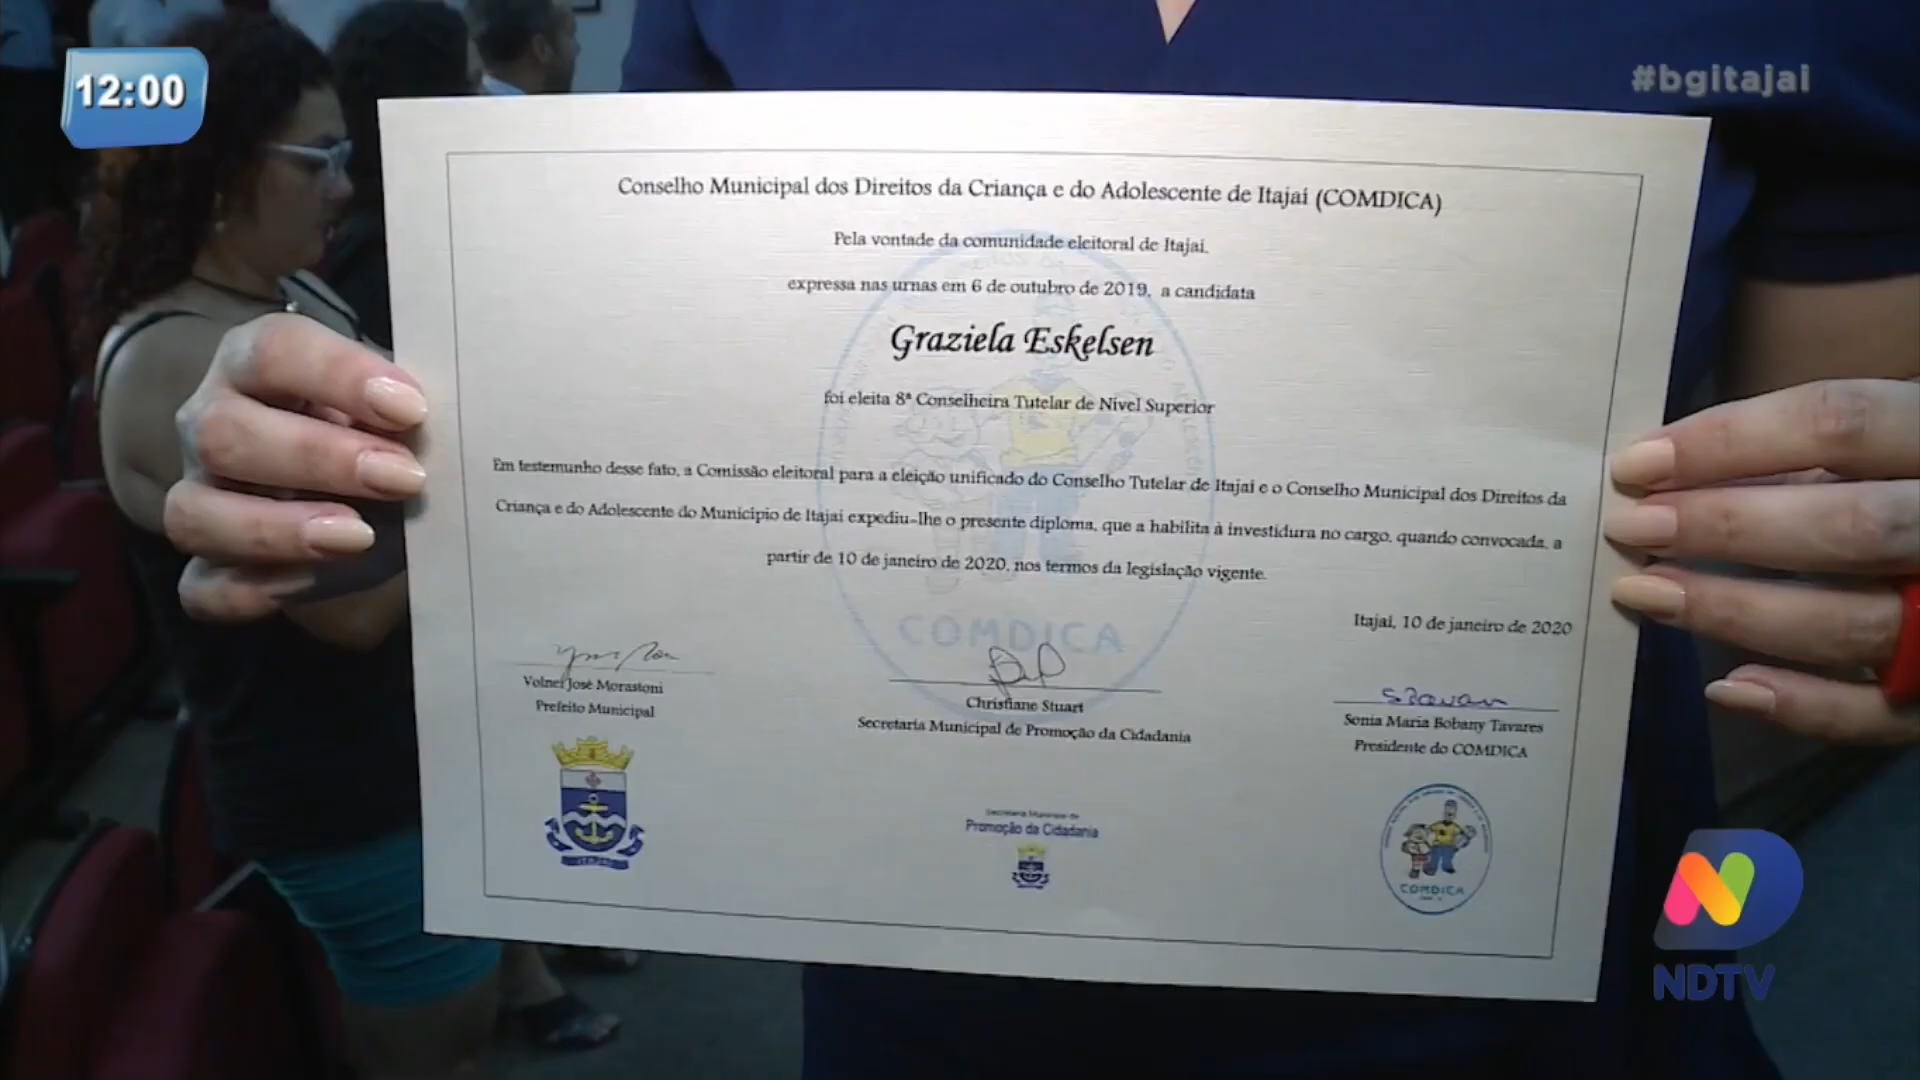 12:00
#bgitajai
Conselho Municipal dos Direitos da Criança e do Adolescente de Itajaí (COMDICA)
Pela vontade da comunidade eleitoral de Itajaí,
expressa nas urnas em 6 de outubro de 2019, a candidata
Graziela Eskelsen
foi eleita 8ª Conselheira Tutelar de Nível Superior
Em testemunho desse fato, a Comissão eleitoral para a eleição unificado do Conselho Tutelar de Itajaí e o Conselho Municipal dos Direitos da
Criança e do Adolescente do Município de Itajaí expediu-lhe o presente diploma, que a habilita à investidura no cargo, quando convocada, a
partir de 10 de janeiro de 2020, nos termos da legislação vigente.
COMDICA
Itajaí, 10 de janeiro de 2020
Volnei José Morastoni
Prefeito Municipal
Christiane Stuart
Secretaria Municipal de Promoção da Cidadania
Sonia Maria Bobany Tavares
Presidente do COMDICA
Secretaria Municipal de
Promoção da Cidadania
ITAJAÍ
COMDICA
NDTV